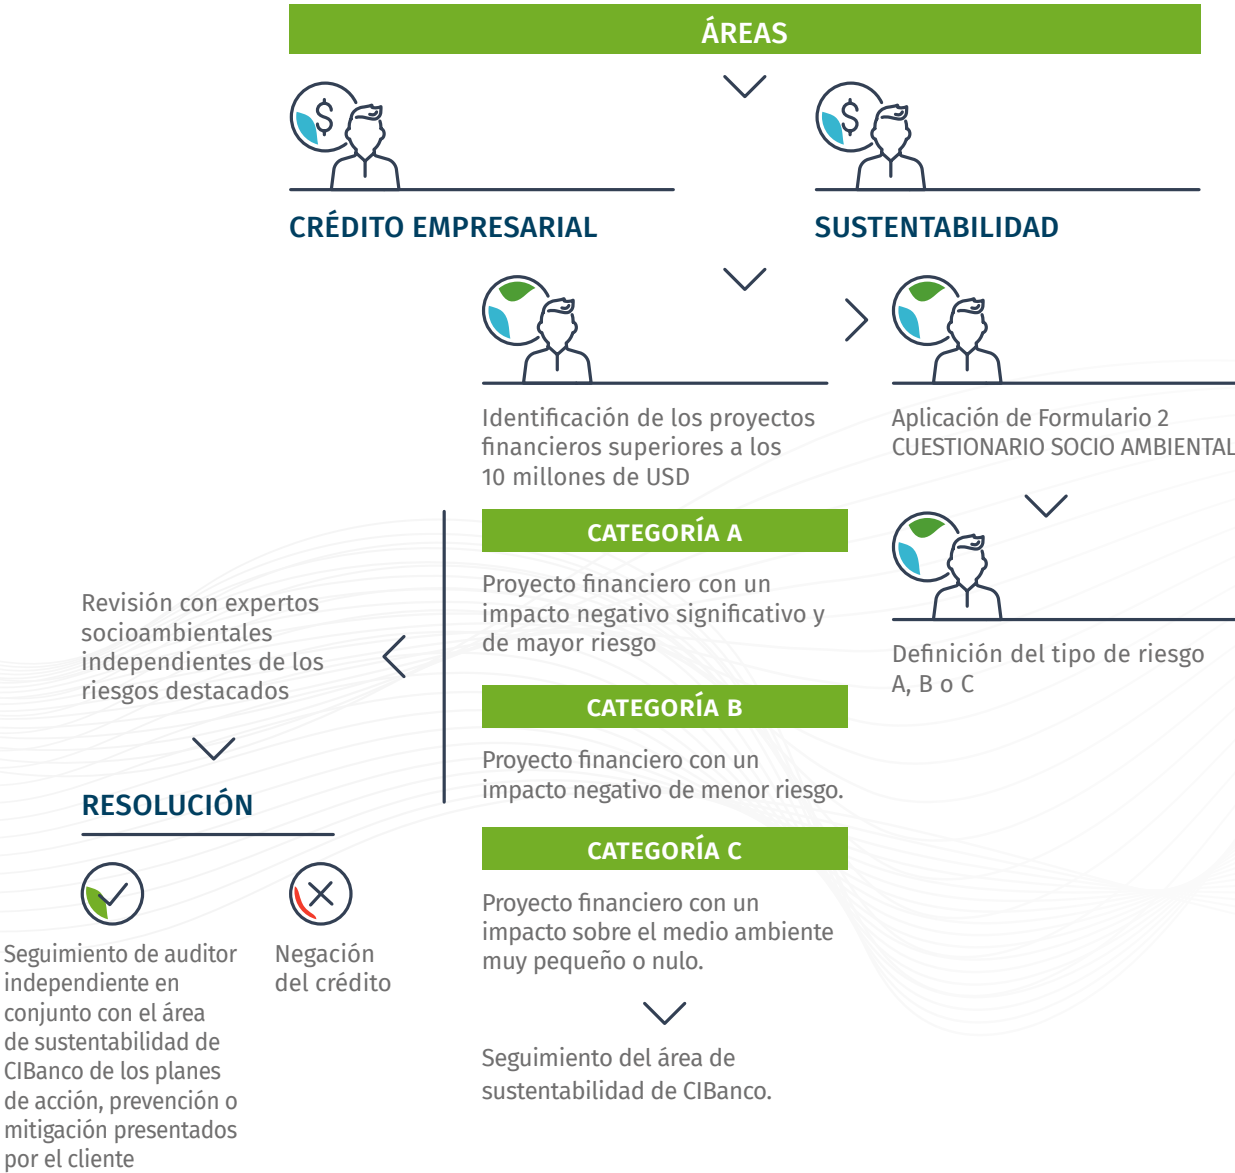 ÁREAS
CRÉDITO EMPRESARIAL
SUSTENTABILIDAD
Identificación de los proyectos
financieros superiores a los
10 millones de USD
Aplicación de Formulario 2
CUESTIONARIO SOCIO AMBIENTAL
Definición del tipo de riesgo
A, B o C
CATEGORÍA A
Proyecto financiero con un
impacto negativo significativo y
de mayor riesgo
CATEGORÍA B
Proyecto financiero con un
impacto negativo de menor riesgo.
CATEGORÍA C
Proyecto financiero con un
impacto sobre el medio ambiente
muy pequeño o nulo.
Seguimiento del área de
sustentabilidad de CIBanco.
Revisión con expertos
socioambientales
independientes de los
riesgos destacados
RESOLUCIÓN
Seguimiento de auditor
independiente en
conjunto con el área
de sustentabilidad de
CIBanco de los planes
de acción, prevención o
mitigación presentados
por el cliente
Negación
del crédito